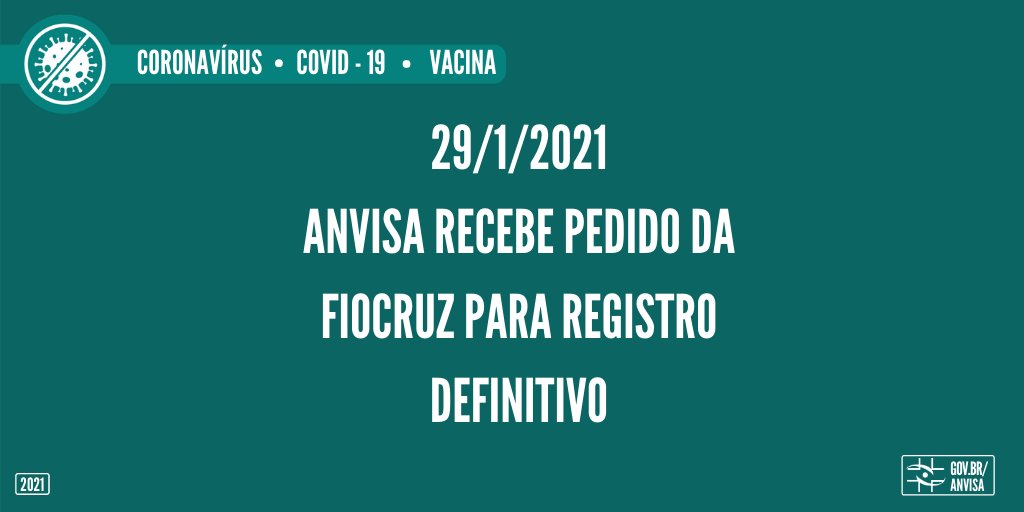 CORONAVÍRUS • COVID - 19 • VACINA
29/1/2021
ANVISA RECEBE PEDIDO DA
FIOCRUZ PARA REGISTRO
DEFINITIVO
2021
GOV.BR/
ANVISA